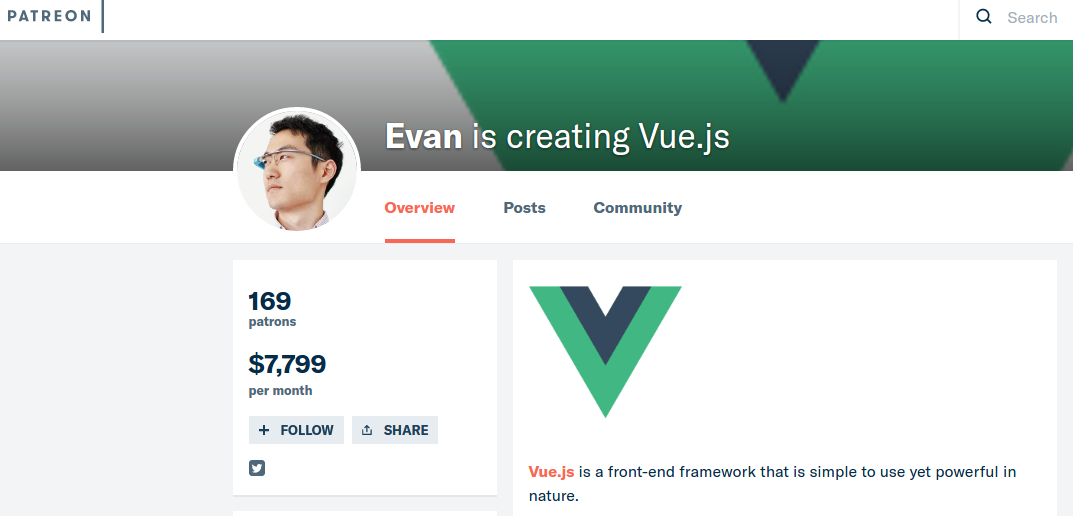 PATREON
Search
Evan is creating Vue.js
Overview
Posts
Community
169
patrons
$7,799
per month
+ FOLLOW
SHARE
Vue.js is a front-end framework that is simple to use yet powerful in
nature.